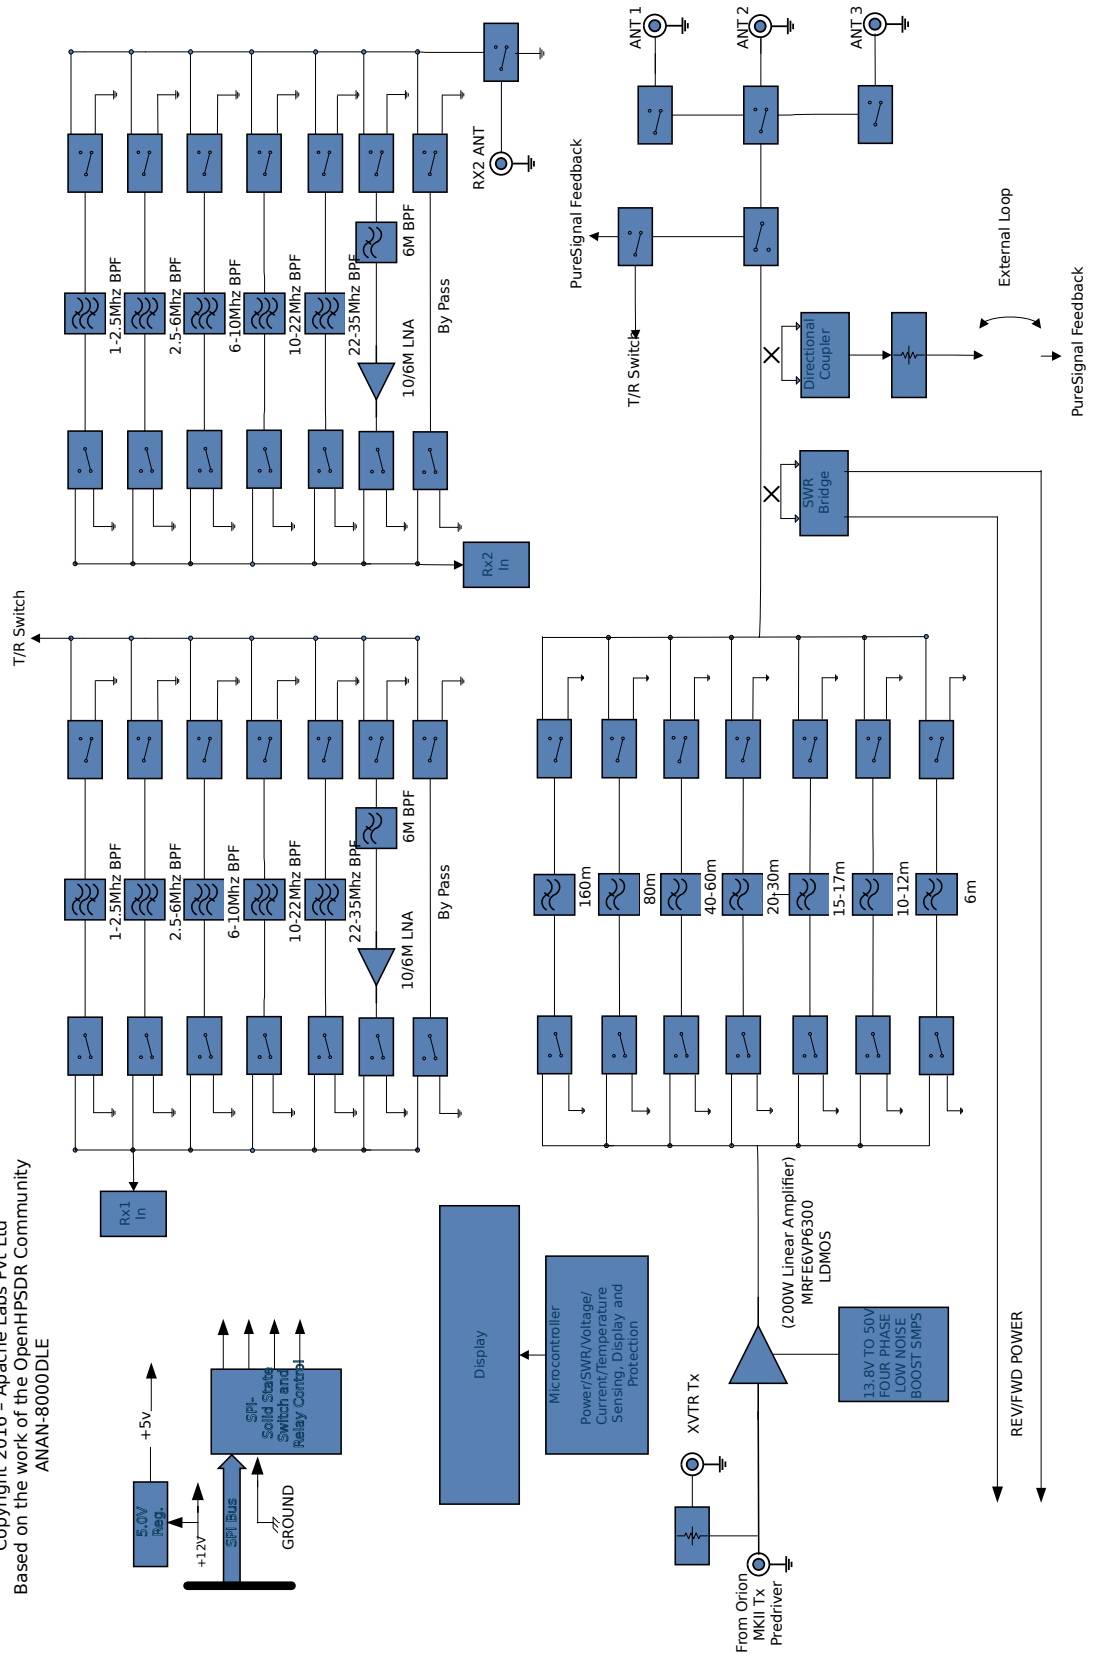 Copyright 2016 – Apache Labs Pvt Ltd
Based on the work of the OpenHPSDR Community
ANAN-8000DLE
T/R Switch
1-2.5Mhz BPF
2.5-6Mhz BPF
6-10Mhz BPF
10-22Mhz BPF
22-35Mhz BPF
6M BPF
10/6M LNA
By Pass
RX2 ANT
Rx2
In
1-2.5Mhz BPF
2.5-6Mhz BPF
6-10Mhz BPF
10-22Mhz BPF
22-35Mhz BPF
6M BPF
10/6M LNA
By Pass
Rx1
In
ANT 1
ANT 2
ANT 3
PureSignal Feedback
T/R Switch
Directional
Coupler
External Loop
PureSignal Feedback
SWR
Bridge
160m
80m
40-60m
20-30m
15-17m
10-12m
6m
(200W Linear Amplifier)
MRFE6VP6300
LDMOS
13.8V TO 50V
FOUR PHASE
LOW NOISE
BOOST SMPS
REV/FWD POWER
XVTR Tx
From Orion
MKII Tx
Predriver
Display
Microcontroller
Power/SWR/Voltage/
Current/Temperature
Sensing, Display and
Protection
SPI-
Solid State
Switch and
Relay Control
SPI Bus
GROUND
+5v
5.0V
Reg.
+12V